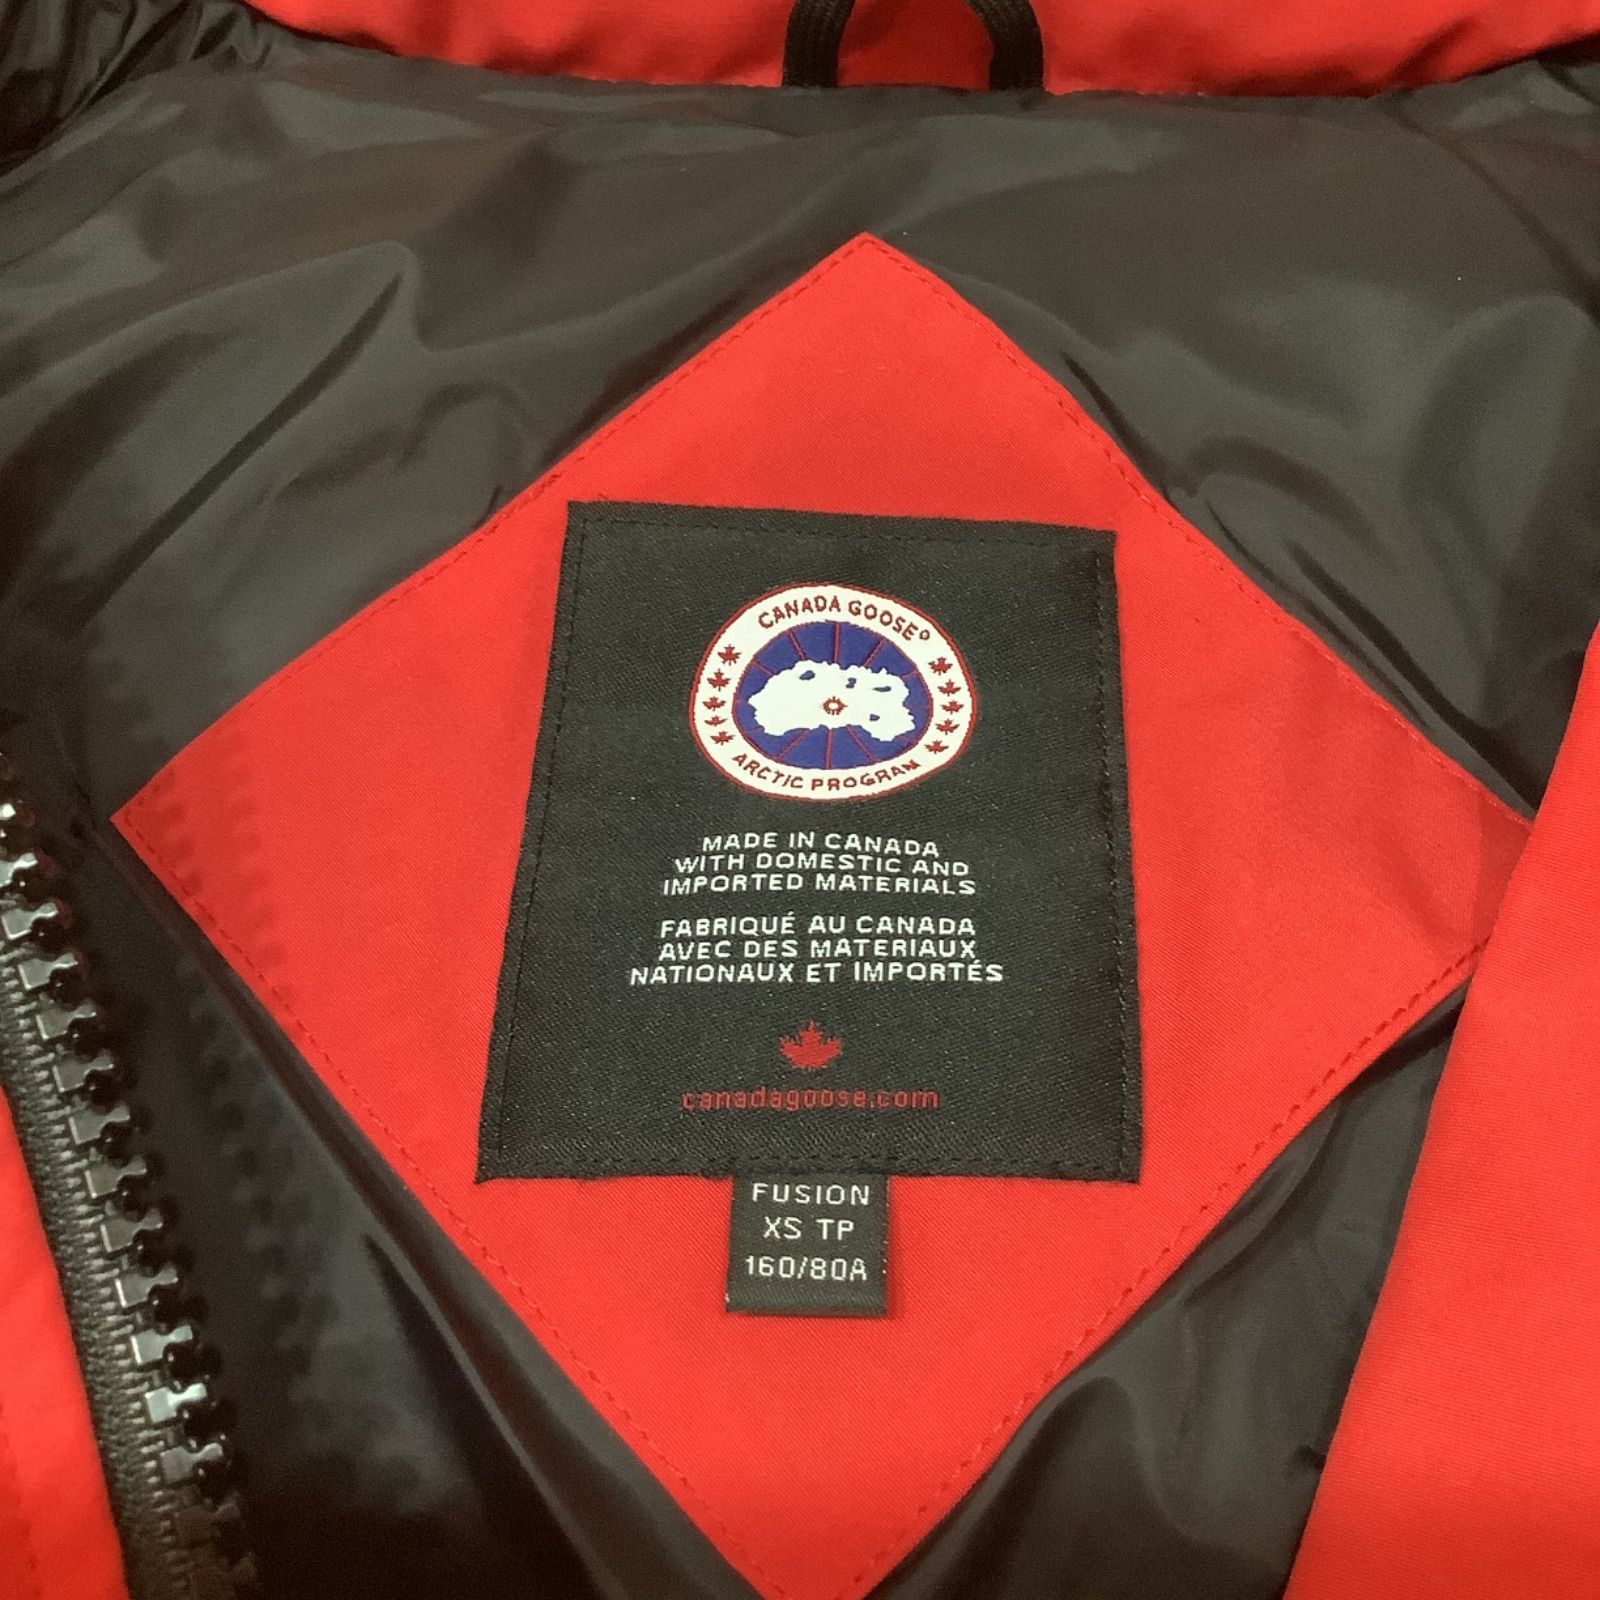 CANADA GOOSE®
ARCTIC PROGRAM
MADE IN CANADA
WITH DOMESTIC AND
IMPORTED MATERIALS
FABRIQUÉ AU CANADA
AVEC DES MATERIAUX
NATIONAUX ET IMPORTÉS
canadagoose.com
FUSION
XS TP
160/80A